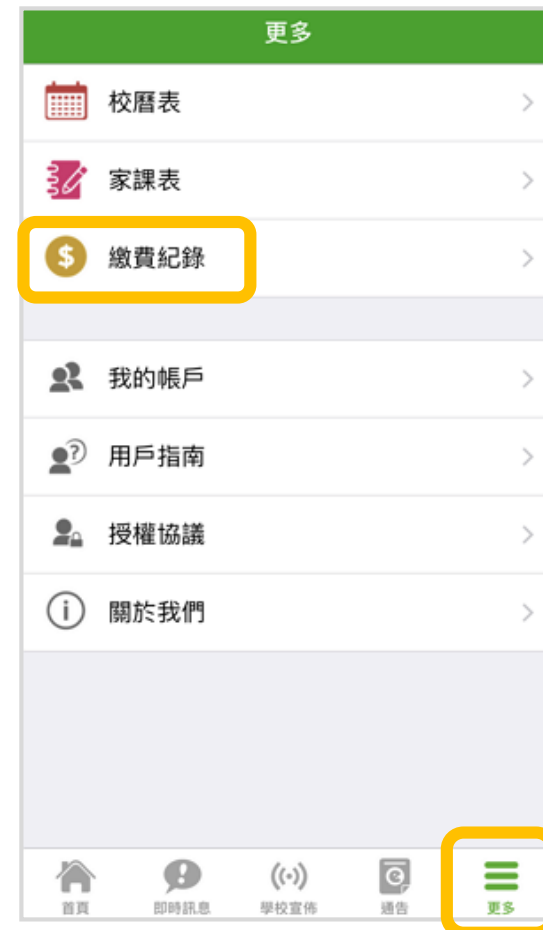 更多
校曆表
家課表
$ 繳費紀錄
我的帳戶
用戶指南
授權協議
關於我們
首頁 即時訊息 學校宣佈 通告 更多